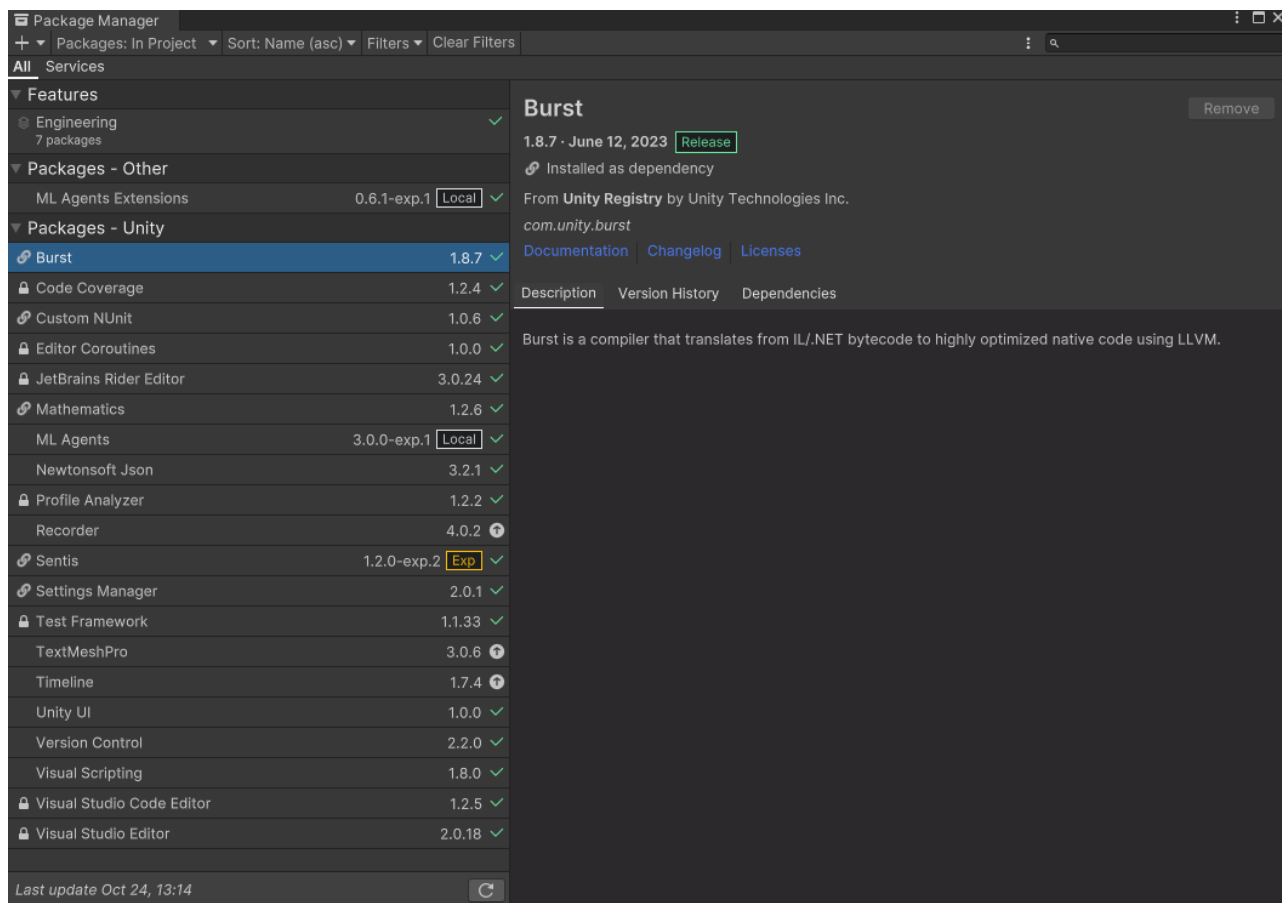 Package Manager
Packages: In Project Sort: Name (asc) Filters Clear Filters
All Services
Features
Engineering
7 packages
Packages - Other
ML Agents Extensions 0.6.1-exp.1 Local
Packages - Unity
Burst 1.8.7
Code Coverage 1.2.4
Custom NUnit 1.0.6
Editor Coroutines 1.0.0
JetBrains Rider Editor 3.0.24
Mathematics 1.2.6
ML Agents 3.0.0-exp.1 Local
Newtonsoft Json 3.2.1
Profile Analyzer 1.2.2
Recorder 4.0.2
Sentis 1.2.0-exp.2 Exp
Settings Manager 2.0.1
Test Framework 1.1.33
TextMeshPro 3.0.6
Timeline 1.7.4
Unity UI 1.0.0
Version Control 2.2.0
Visual Scripting 1.8.0
Visual Studio Code Editor 1.2.5
Visual Studio Editor 2.0.18
Last update Oct 24, 13:14
Burst Remove
1.8.7 · June 12, 2023 Release
Installed as dependency
From Unity Registry by Unity Technologies Inc.
com.unity.burst
Documentation Changelog Licenses
Description Version History Dependencies
Burst is a compiler that translates from IL/.NET bytecode to highly optimized native code using LLVM.